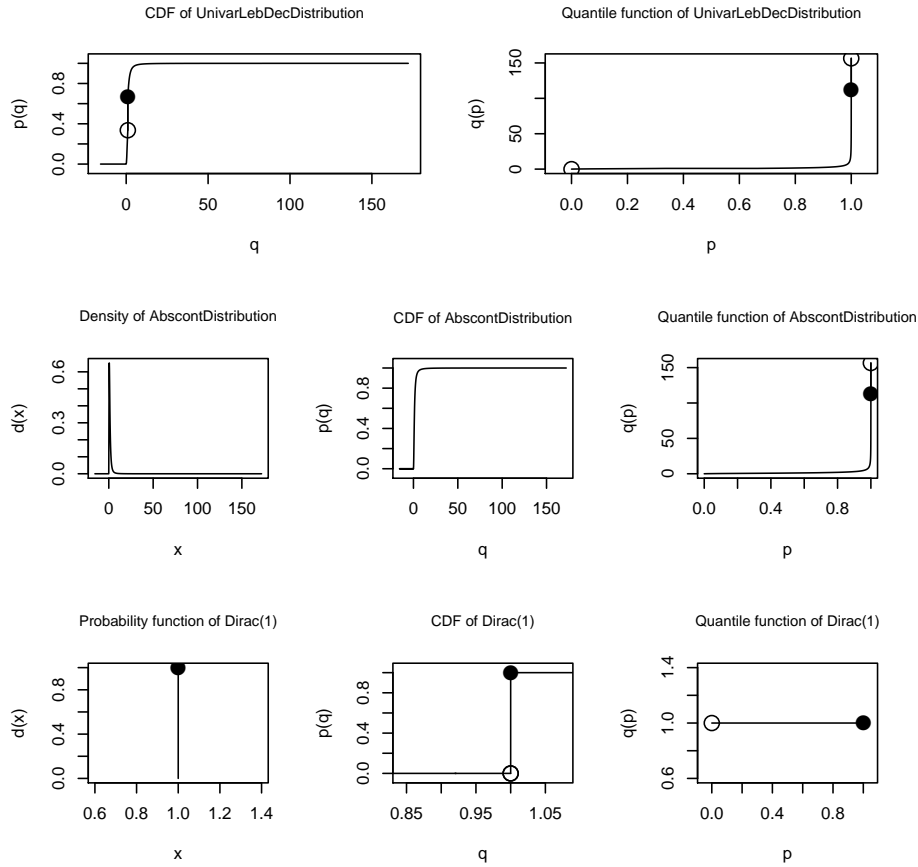 CDF of UnivarLebDecDistribution
p(q)
0.0 0.4 0.8
0 50 100 150
q
Quantile function of UnivarLebDecDistribution
q(p)
0 50 150
0.0 0.2 0.4 0.6 0.8 1.0
p
Density of AbscontDistribution
d(x)
0.0 0.3 0.6
0 50 100 150
x
CDF of AbscontDistribution
p(q)
0.0 0.4 0.8
0 50 100 150
q
Quantile function of AbscontDistribution
q(p)
0 50 150
0.0 0.4 0.8
p
Probability function of Dirac(1)
d(x)
0.0 0.4 0.8
0.6 0.8 1.0 1.2 1.4
x
CDF of Dirac(1)
p(q)
0.0 0.4 0.8
0.85 0.95 1.05
q
Quantile function of Dirac(1)
q(p)
0.6 1.0 1.4
0.0 0.4 0.8
p